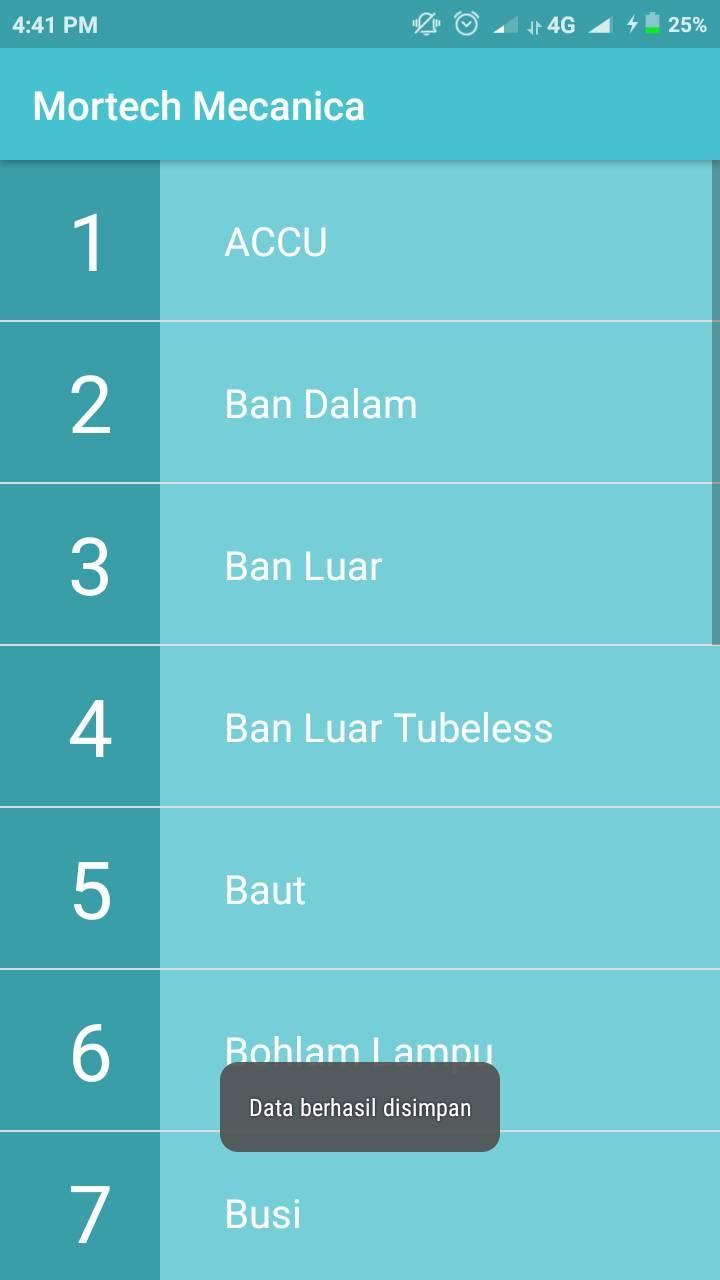 4:41 PM 4G 25%
Mortech Mecanica
1 ACCU
2 Ban Dalam
3 Ban Luar
4 Ban Luar Tubeless
5 Baut
6 Bohlam Lampu
Data berhasil disimpan
7 Busi